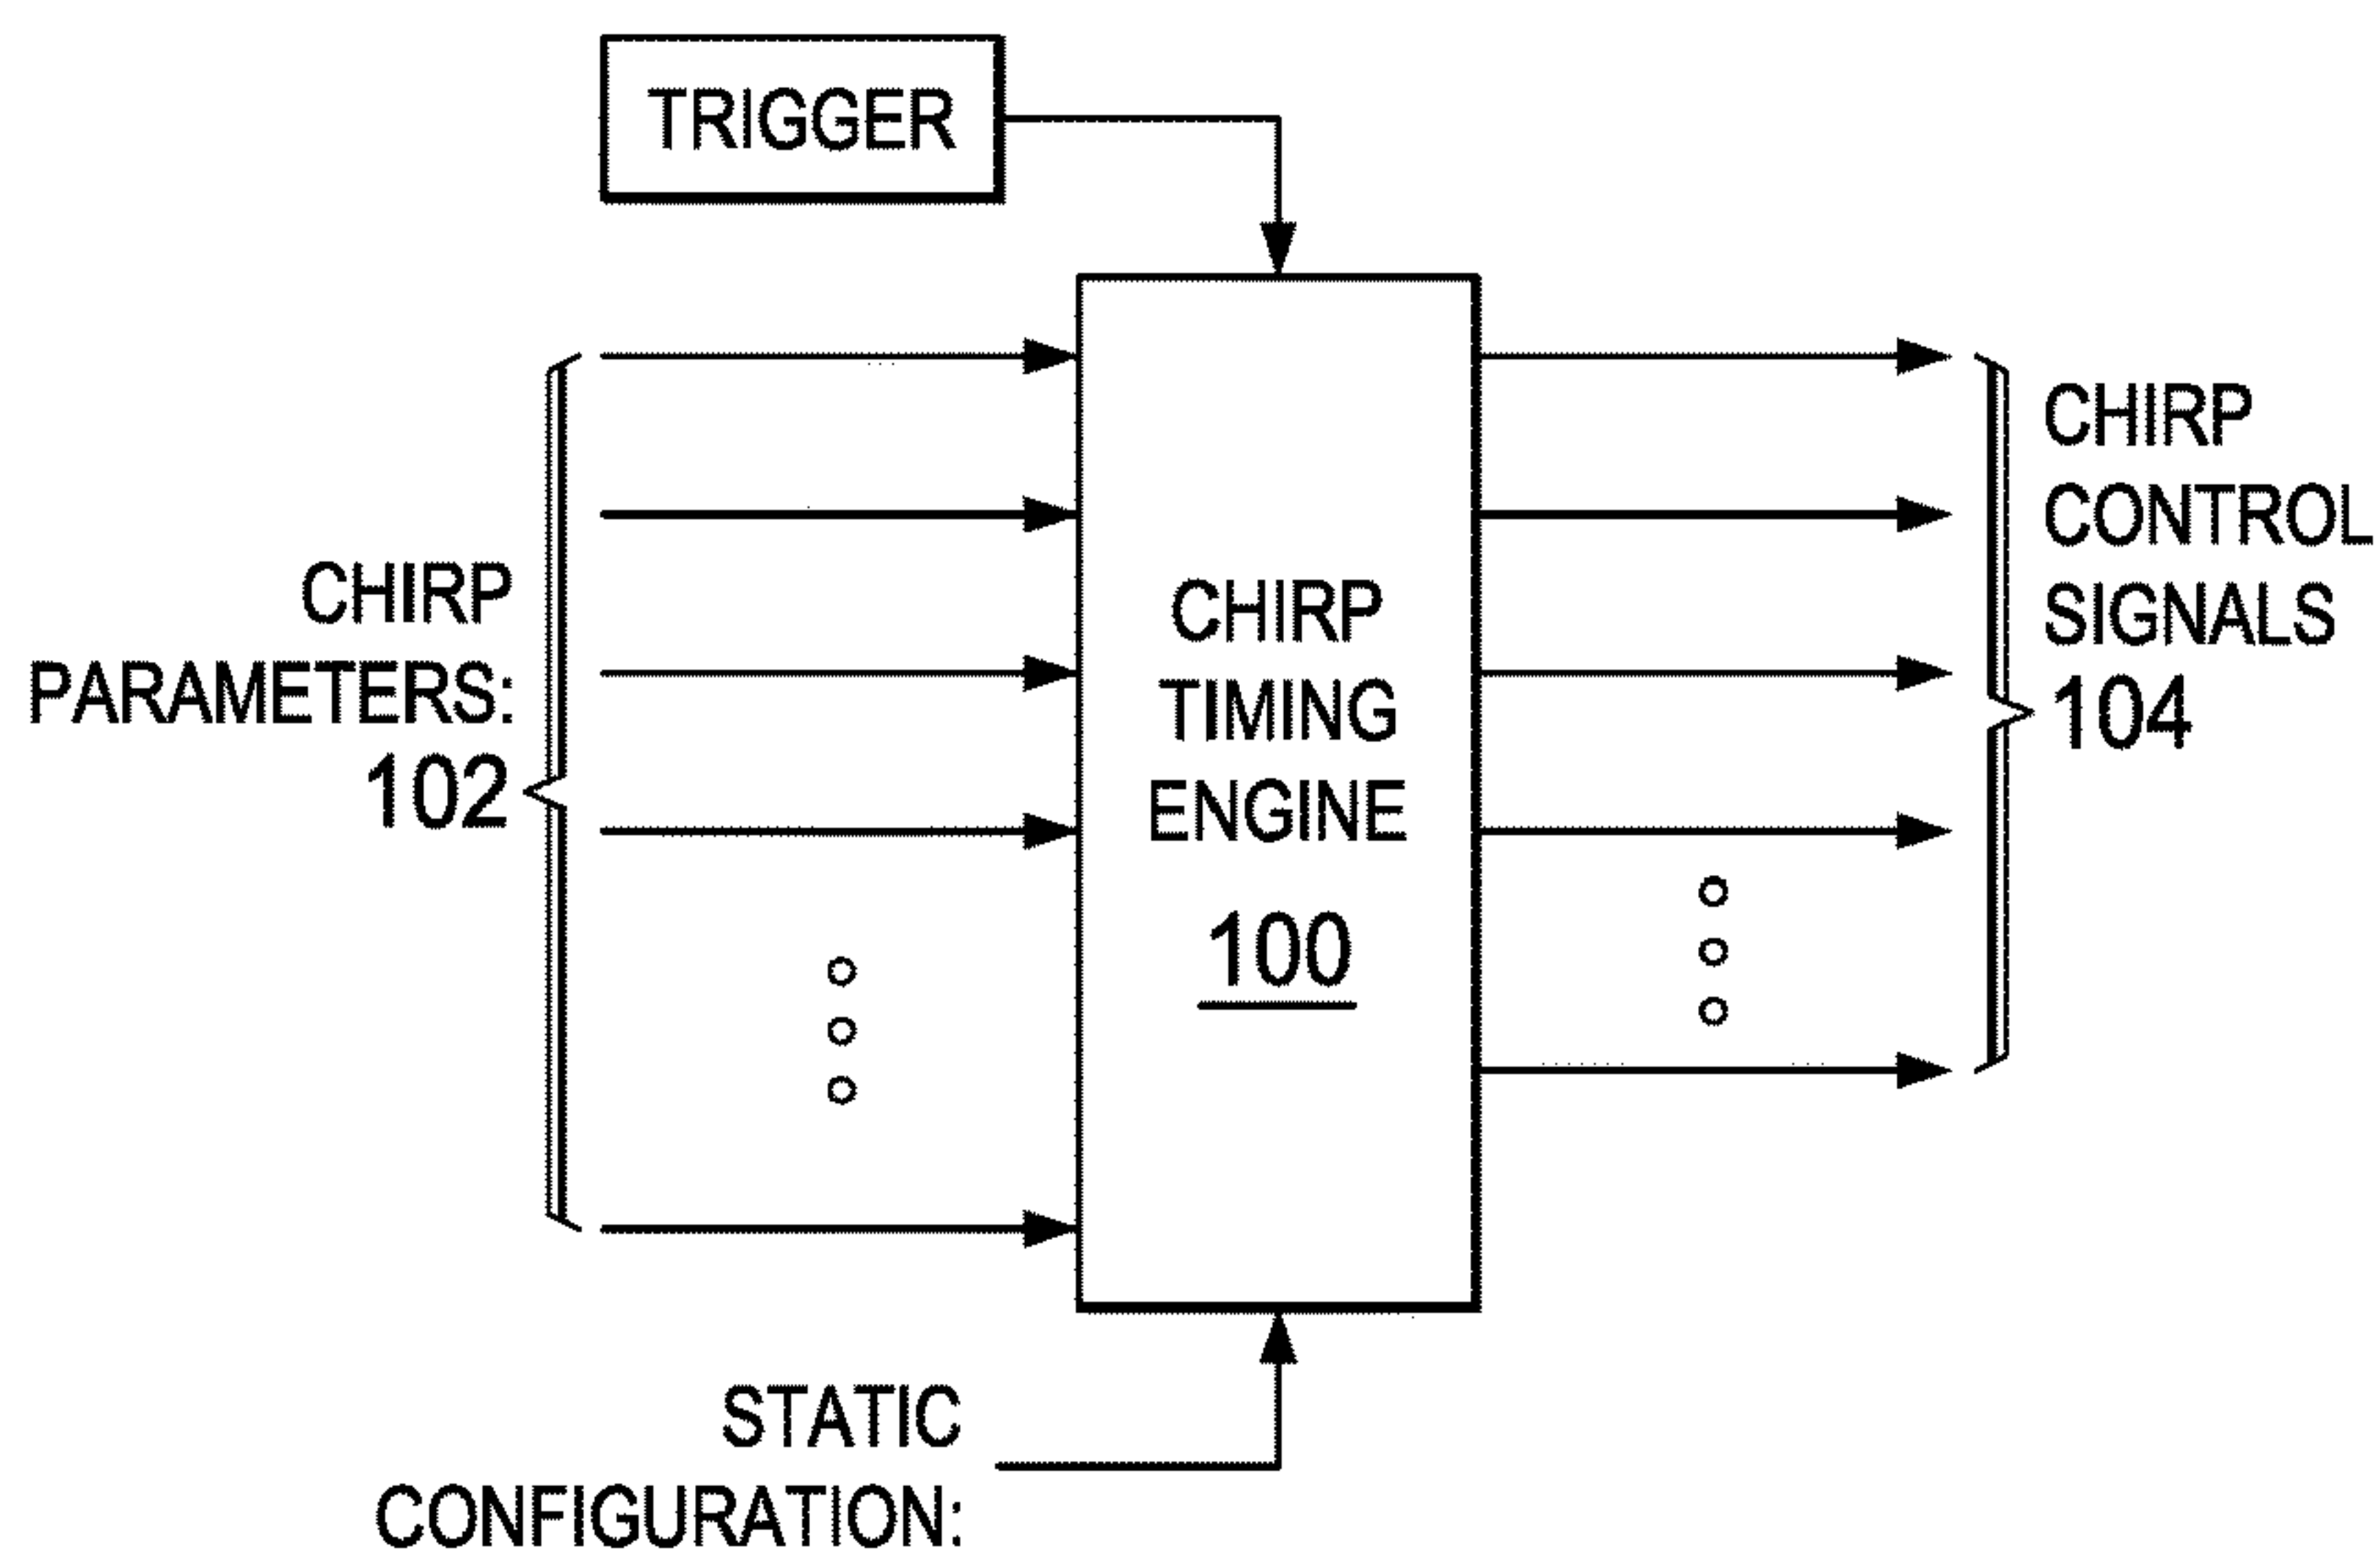 TRIGGER
CHIRP
PARAMETERS:
102
CHIRP
TIMING
ENGINE
100
CHIRP
CONTROL
SIGNALS
104
STATIC
CONFIGURATION: